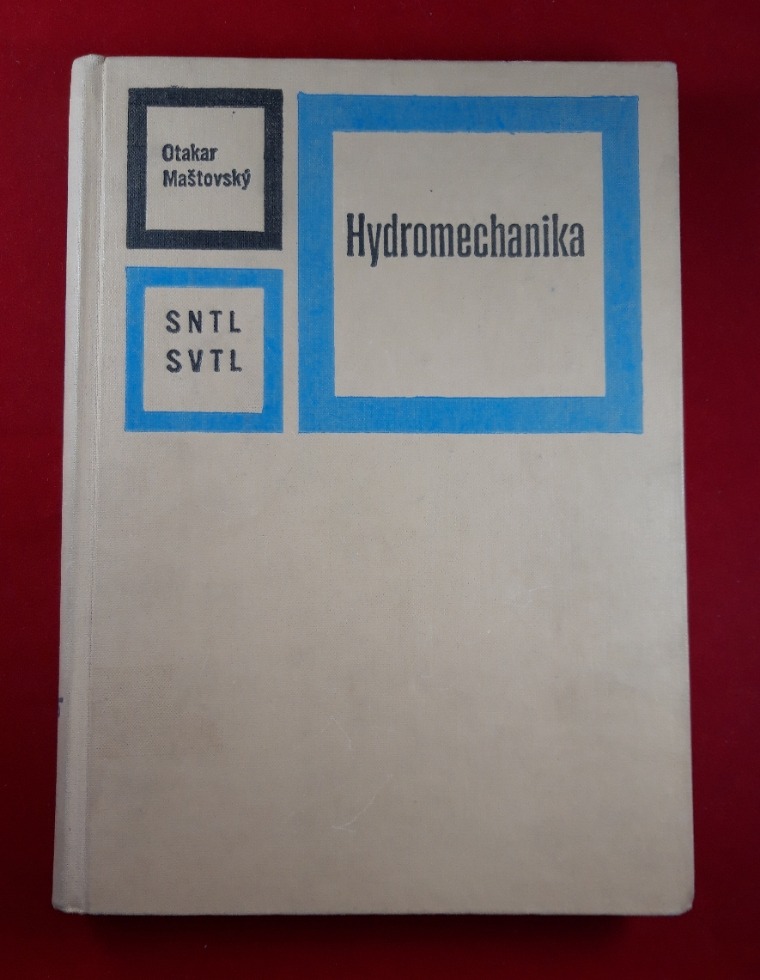 Otakar
Maštovský
Hydromechanika
SNTL
SVTL